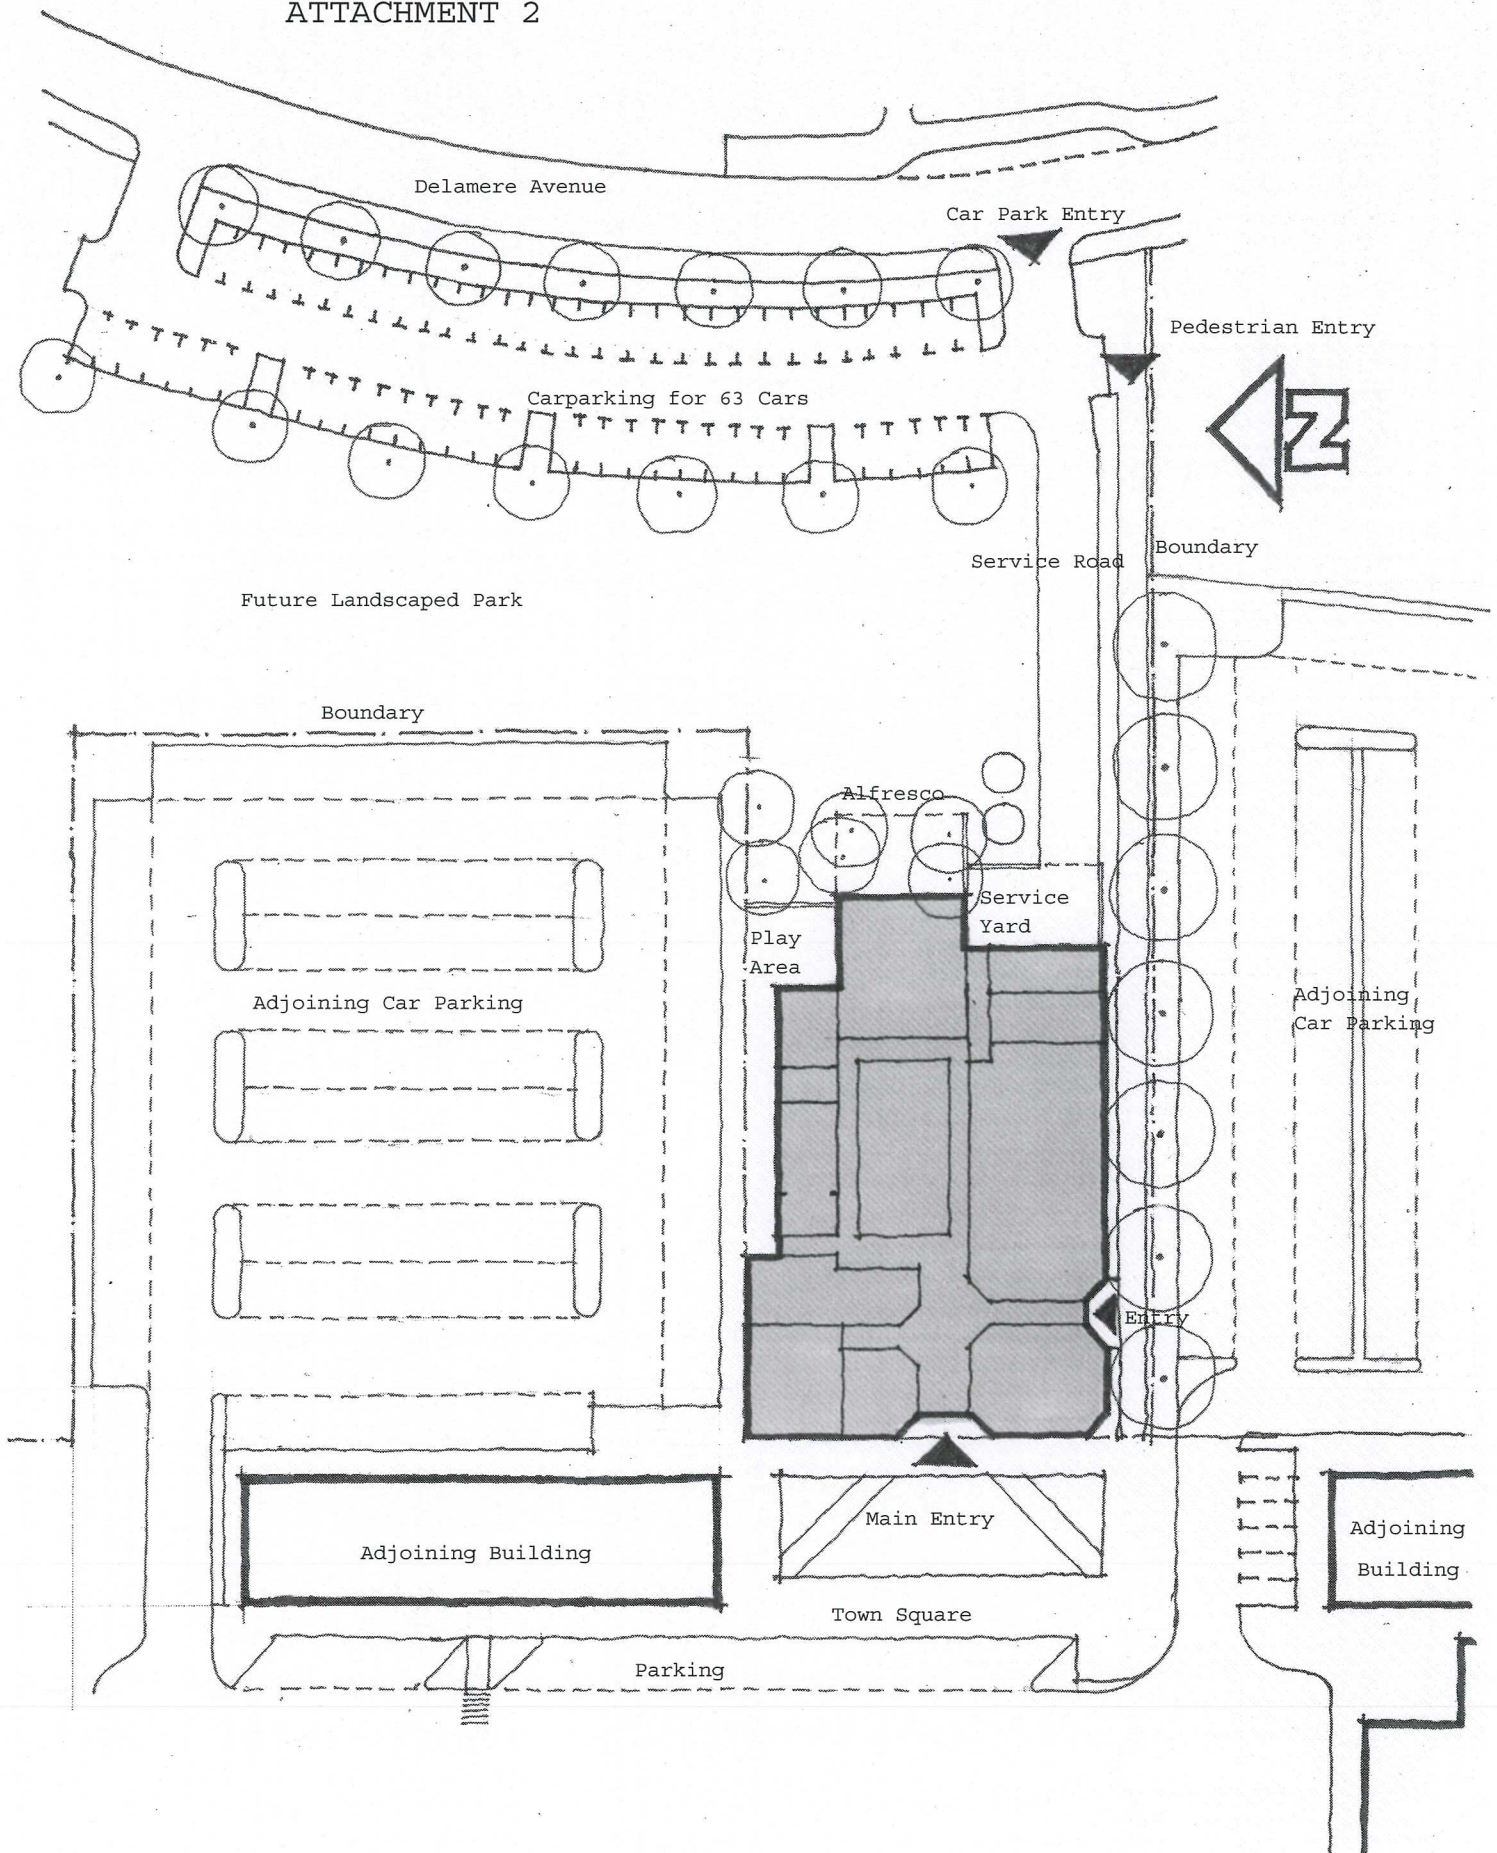 ATTACHMENT 2
Delamere Avenue
Car Park Entry
Pedestrian Entry
Carparking for 63 Cars
N
Boundary
Service Road
Future Landscaped Park
Boundary
Alfresco
Service
Yard
Play
Area
Adjoining Car Parking
Adjoining
Car Parking
Entry
Main Entry
Adjoining
Building
Adjoining Building
Town Square
Parking